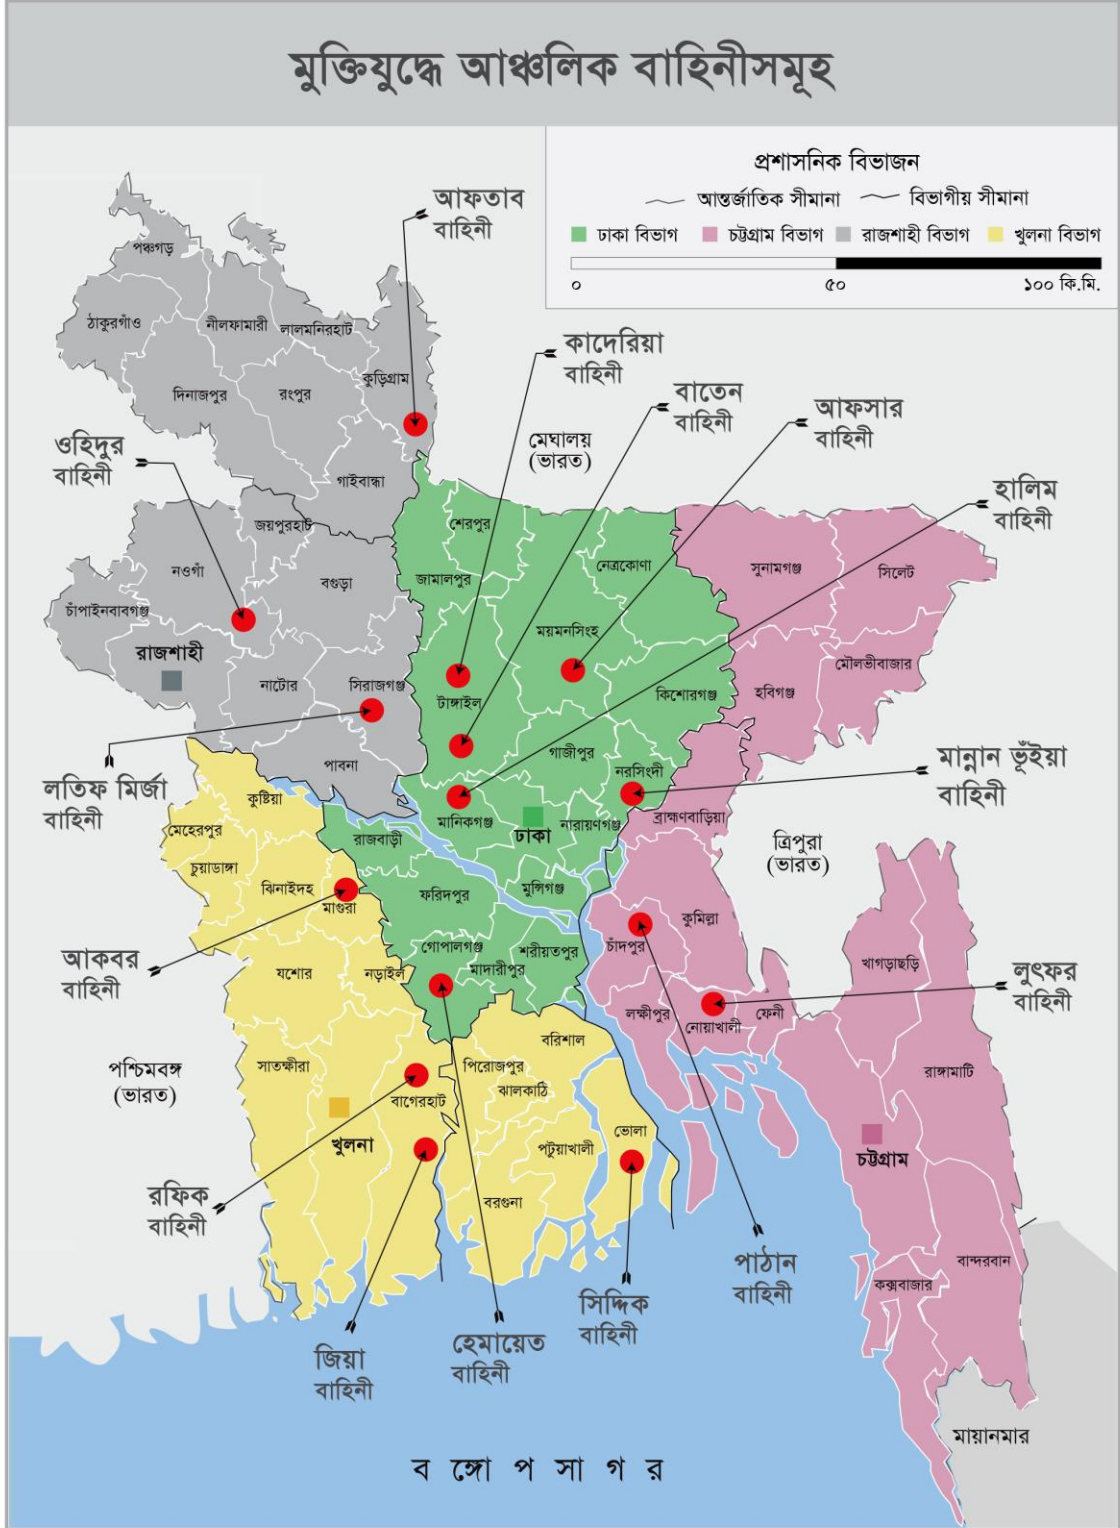 মুক্তিযুদ্ধে আঞ্চলিক বাহিনীসমূহ
প্রশাসনিক বিভাজন
আন্তর্জাতিক সীমানা
বিভাগীয় সীমানা
ঢাকা বিভাগ
চট্টগ্রাম বিভাগ
রাজশাহী বিভাগ
খুলনা বিভাগ
০
৫০
১০০ কি.মি.
আফতাব
বাহিনী
পঞ্চগড়
ঠাকুরগাঁও
নীলফামারী
লালমনিরহাট
দিনাজপুর
রংপুর
কুড়িগ্রাম
কাদেরিয়া
বাহিনী
বাতেন
বাহিনী
আফসার
বাহিনী
মেঘালয়
(ভারত)
ওহিদুর
বাহিনী
গাইবান্ধা
হালিম
বাহিনী
জয়পুরহাট
শেরপুর
নওগাঁ
বগুড়া
জামালপুর
নেত্রকোণা
সুনামগঞ্জ
সিলেট
চাঁপাইনবাবগঞ্জ
ময়মনসিংহ
রাজশাহী
নাটোর
সিরাজগঞ্জ
টাঙ্গাইল
কিশোরগঞ্জ
হবিগঞ্জ
মৌলভীবাজার
লতিফ মির্জা
বাহিনী
পাবনা
গাজীপুর
নরসিংদী
মান্নান ভূঁইয়া
বাহিনী
কুষ্টিয়া
মানিকগঞ্জ
ঢাকা
নারায়ণগঞ্জ
ব্রাহ্মণবাড়িয়া
মেহেরপুর
রাজবাড়ী
ত্রিপুরা
(ভারত)
চুয়াডাঙ্গা
ঝিনাইদহ
মাগুরা
ফরিদপুর
মুন্সিগঞ্জ
কুমিল্লা
চাঁদপুর
আকবর
বাহিনী
যশোর
নড়াইল
গোপালগঞ্জ
মাদারীপুর
শরীয়তপুর
খাগড়াছড়ি
লুৎফর
বাহিনী
লক্ষীপুর
নোয়াখালী
ফেনী
পশ্চিমবঙ্গ
(ভারত)
সাতক্ষীরা
বরিশাল
পিরোজপুর
ঝালকাঠি
বাগেরহাট
রাঙ্গামাটি
খুলনা
পটুয়াখালী
ভোলা
চট্টগ্রাম
রফিক
বাহিনী
বরগুনা
পাঠান
বাহিনী
বান্দরবান
কক্সবাজার
সিদ্দিক
বাহিনী
জিয়া
বাহিনী
হেমায়েত
বাহিনী
মায়ানমার
ব ঙ্গো প সা গ র